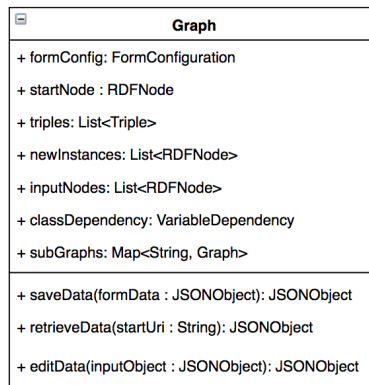 Graph
+ formConfig: FormConfiguration
+ startNode : RDFNode
+ triples: List<Triple>
+ newInstances: List<RDFNode>
+ inputNodes: List<RDFNode>
+ classDependency: VariableDependency
+ subGraphs: Map<String, Graph>
+ saveData(formData : JSONObject): JSONObject
+ retrieveData(startUri : String): JSONObject
+ editData(inputObject : JSONObject): JSONObject